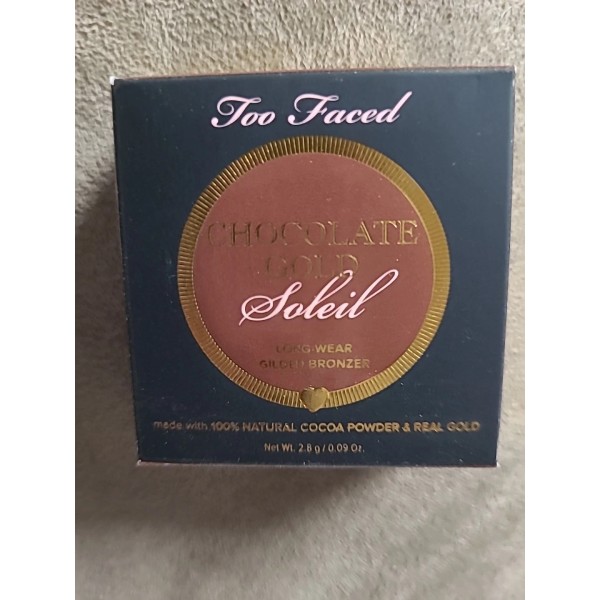 Too Faced
CHOCOLATE
GOLD
Soleil
LONG-WEAR
GILDED BRONZER
made with 100% NATURAL COCOA POWDER & REAL GOLD
Net Wt. 2.8 g / 0.09 Oz.